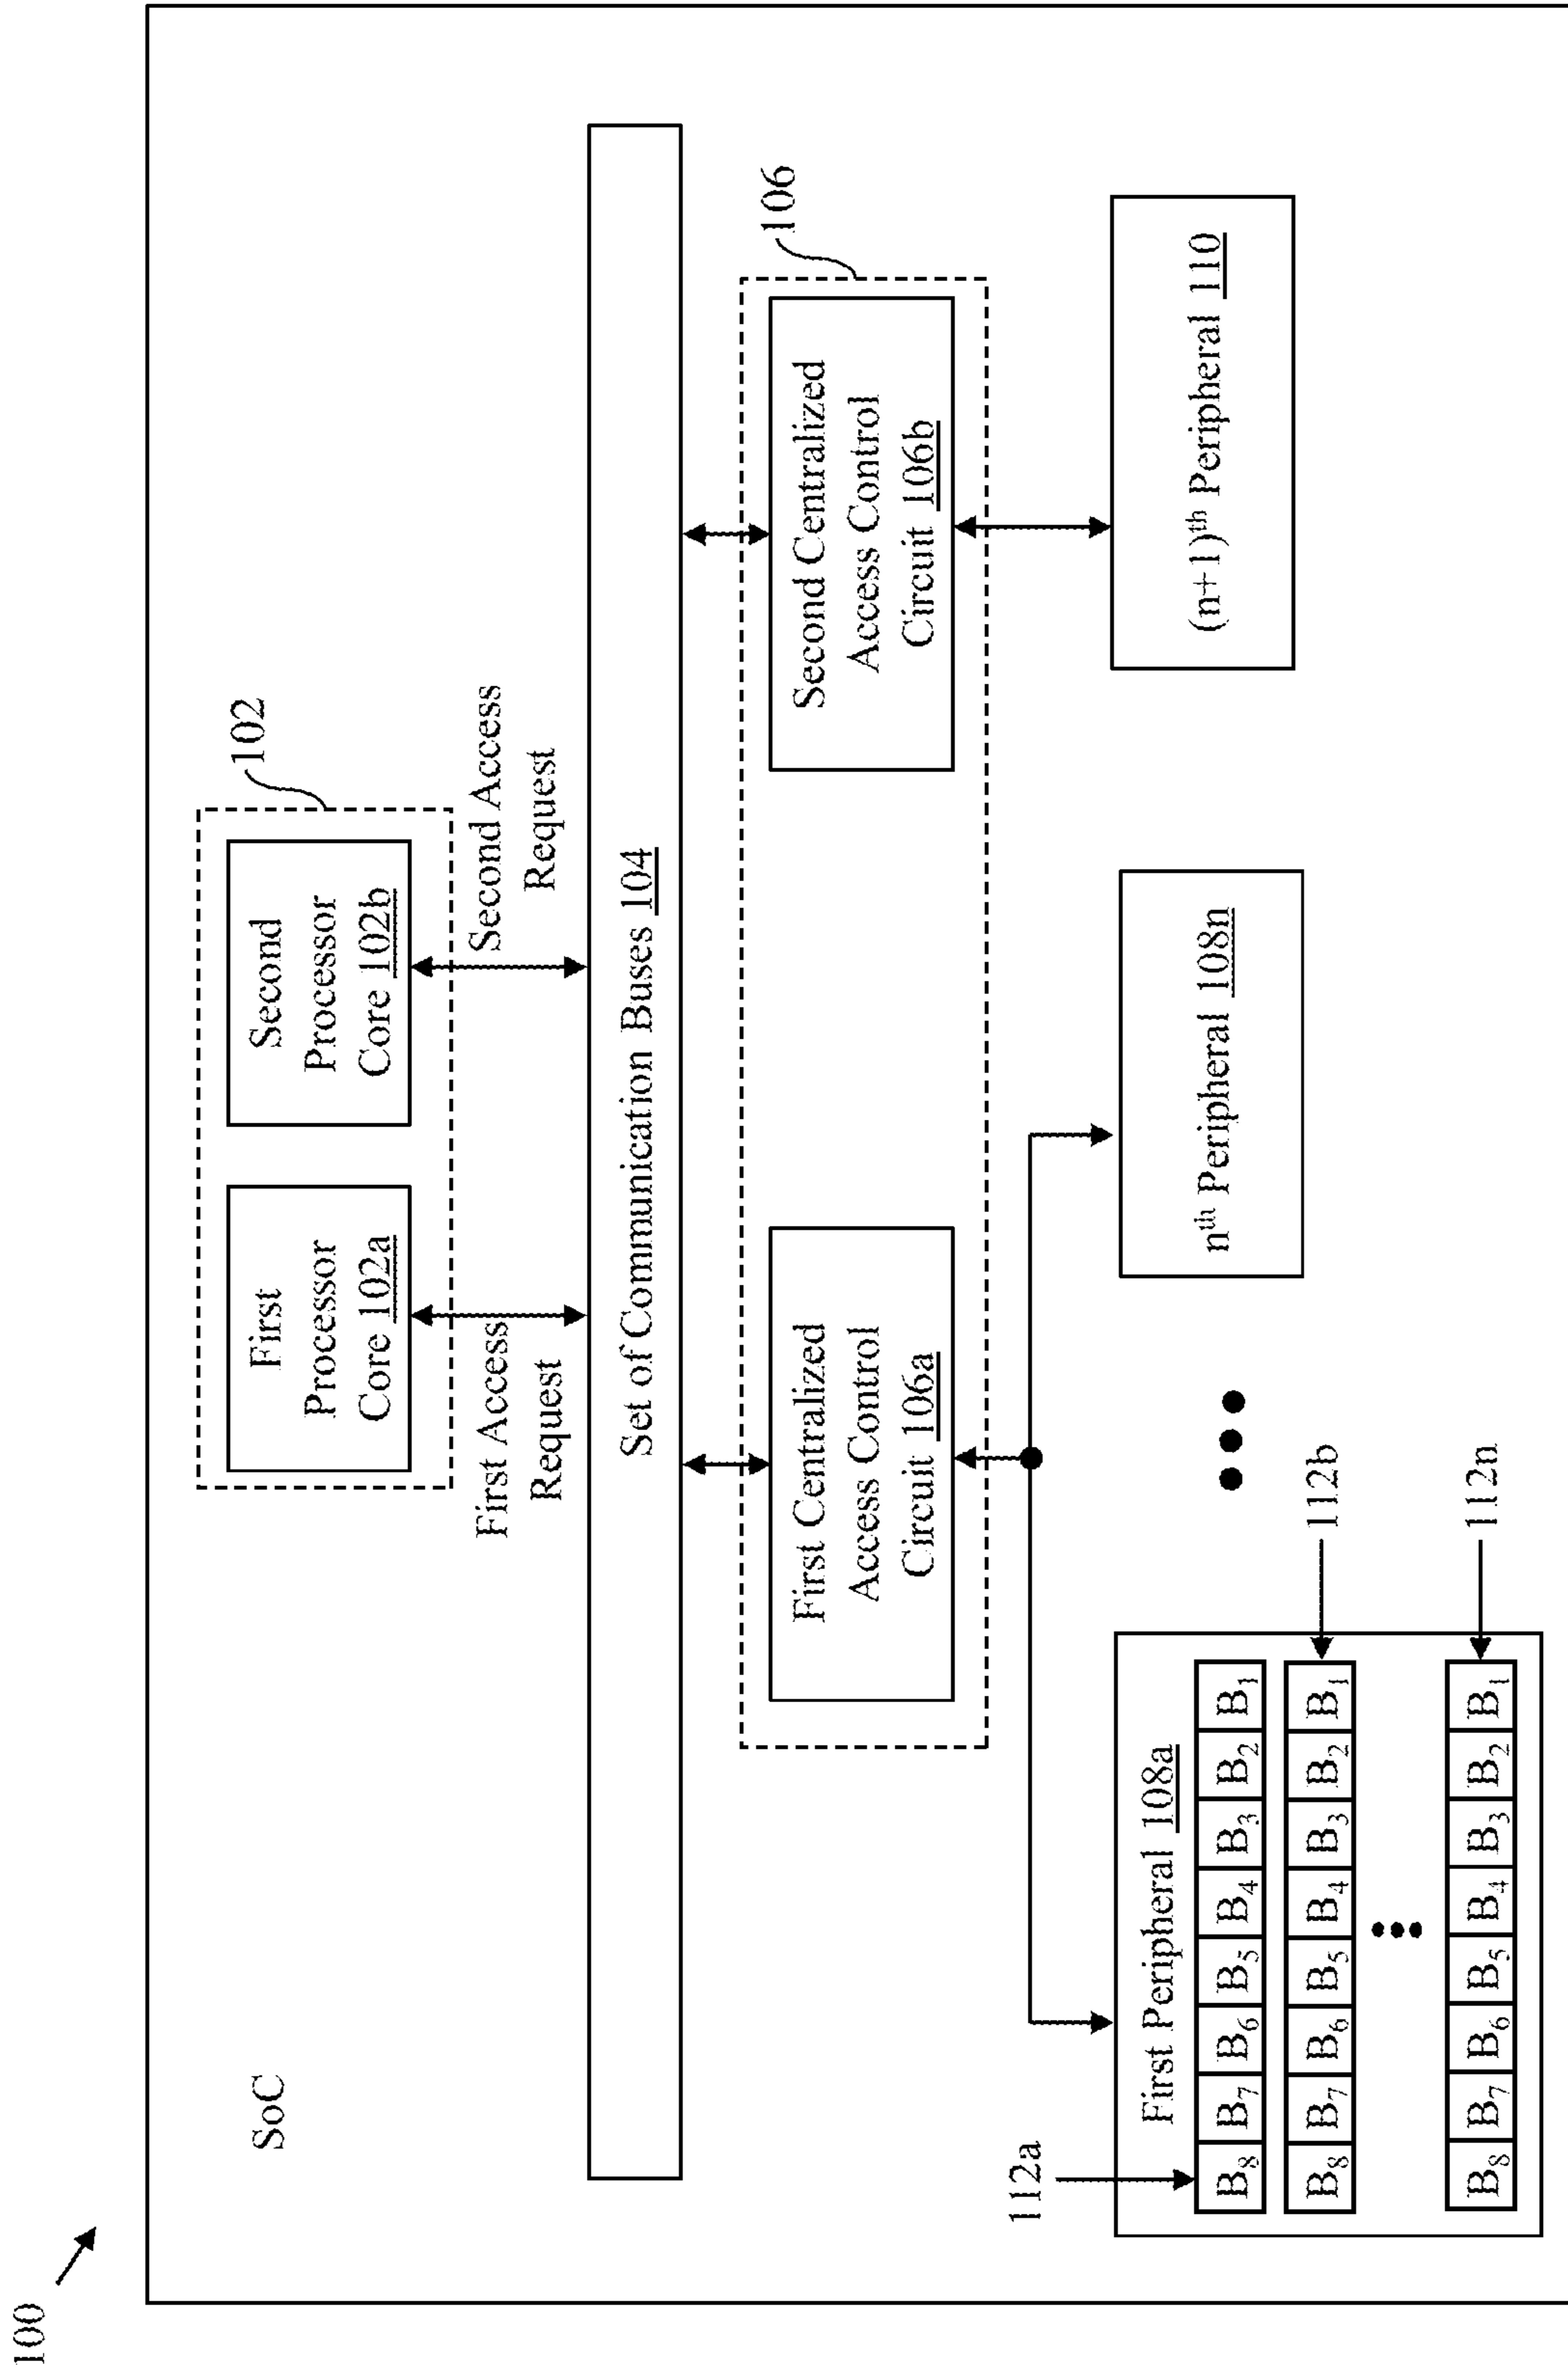 100
SoC
102
First
Processor
Core 102a
Second
Processor
Core 102b
First Access
Request
Second Access
Request
Set of Communication Buses 104
106
First Centralized
Access Control
Circuit 106a
Second Centralized
Access Control
Circuit 106b
112a
First Peripheral 108a
B8 B7 B6 B5 B4 B3 B2 B1
B8 B7 B6 B5 B4 B3 B2 B1
112b
B8 B7 B6 B5 B4 B3 B2 B1
112n
nth Peripheral 108n
(n+1)th Peripheral 110